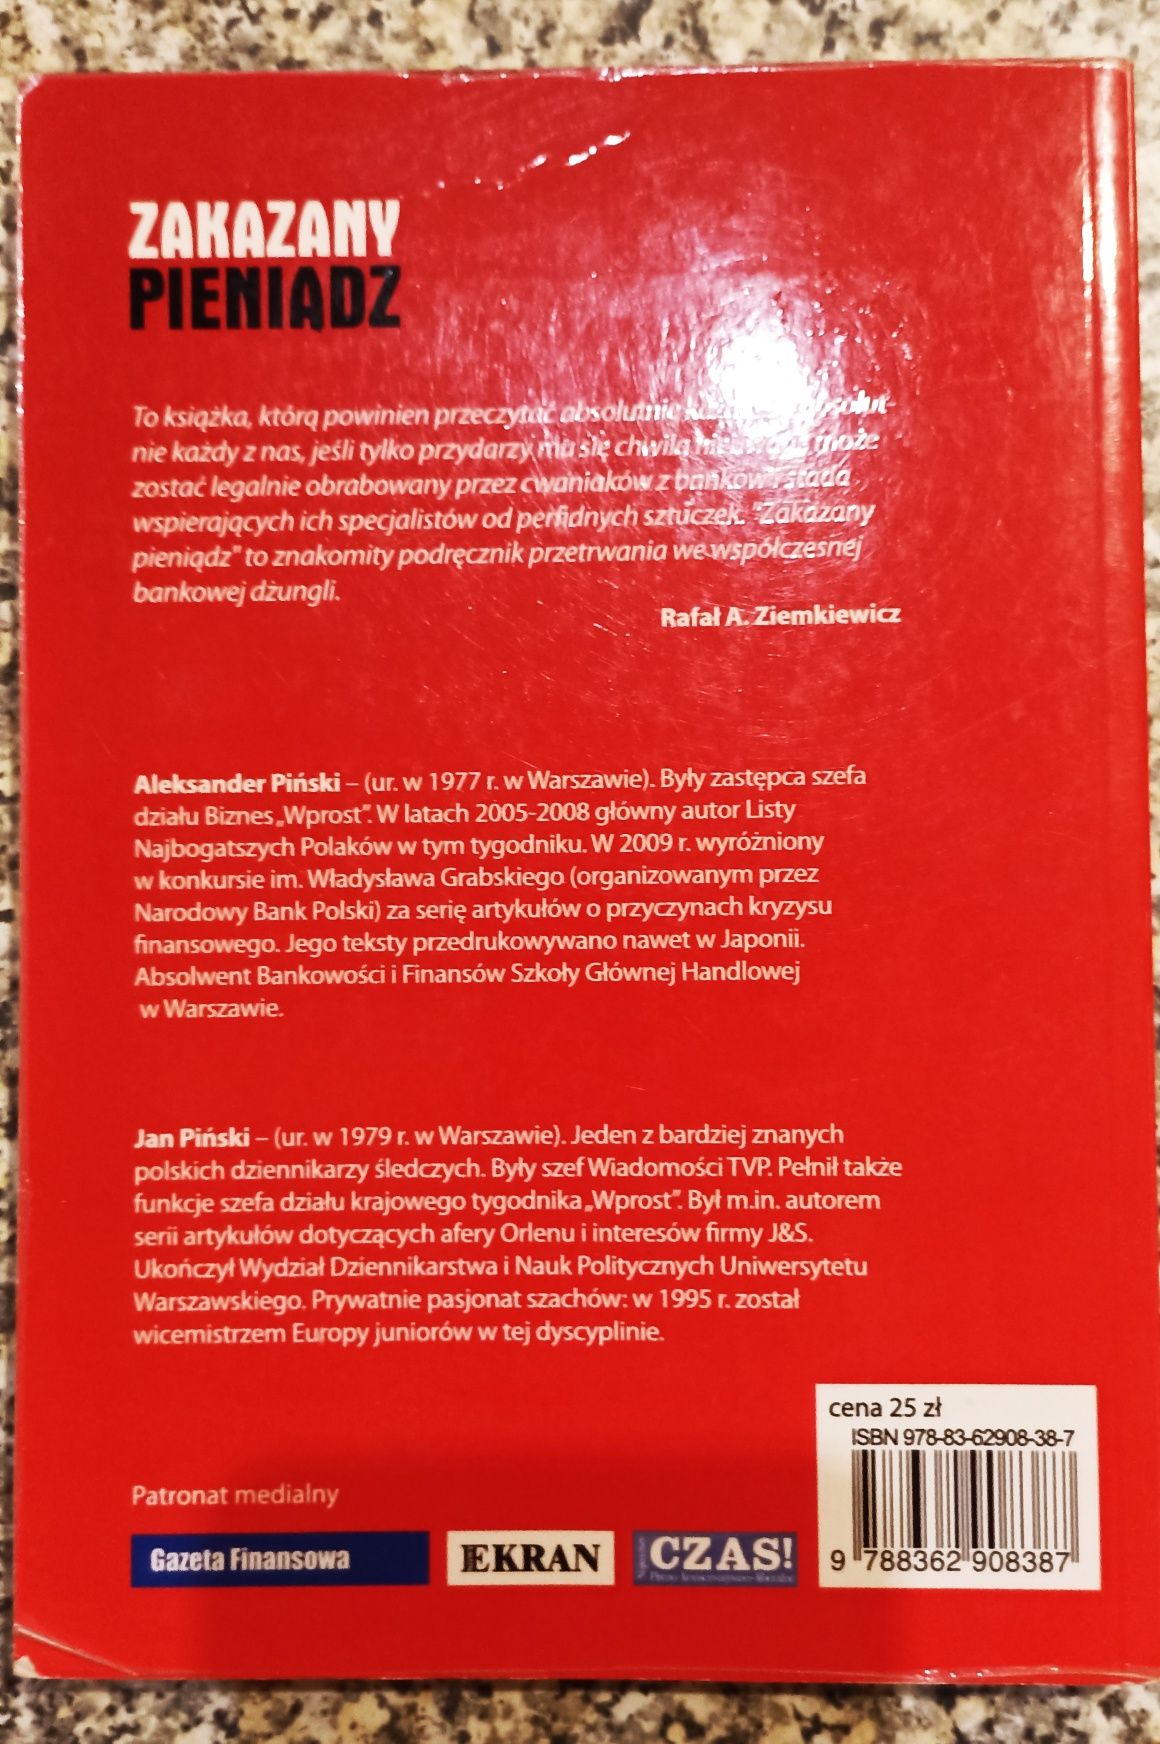 ZAKAZANY
PIENIĄDZ
To książka, którą powinien przeczytać absolutnie absolut-
nie każdy z nas, jeśli tylko przydarzy mu się chwila może
zostać legalnie obrabowany przez cwaniaków z banków i stada
wspierających ich specjalistów od perfidnych sztuczek. "Zakazany
pieniądz" to znakomity podręcznik przetrwania we współczesnej
bankowej dżungli.
Rafał A. Ziemkiewicz
Aleksander Piński – (ur. w 1977 r. w Warszawie). Były zastępca szefa
działu Biznes „Wprost”. W latach 2005-2008 główny autor Listy
Najbogatszych Polaków w tym tygodniku. W 2009 r. wyróżniony
w konkursie im. Władysława Grabskiego (organizowanym przez
Narodowy Bank Polski) za serię artykułów o przyczynach kryzysu
finansowego. Jego teksty przedrukowywano nawet w Japonii.
Absolwent Bankowości i Finansów Szkoły Głównej Handlowej
w Warszawie.
Jan Piński – (ur. w 1979 r. w Warszawie). Jeden z bardziej znanych
polskich dziennikarzy śledczych. Były szef Wiadomości TVP. Pełnił także
funkcje szefa działu krajowego tygodnika „Wprost”. Był m.in. autorem
serii artykułów dotyczących afery Orlenu i interesów firmy J&S.
Ukończył Wydział Dziennikarstwa i Nauk Politycznych Uniwersytetu
Warszawskiego. Prywatnie pasjonat szachów: w 1995 r. został
wicemistrzem Europy juniorów w tej dyscyplinie.
cena 25 zł
ISBN 978-83-62908-38-7
9 788362 908387
Patronat medialny
Gazeta Finansowa
EKRAN
CZAS!